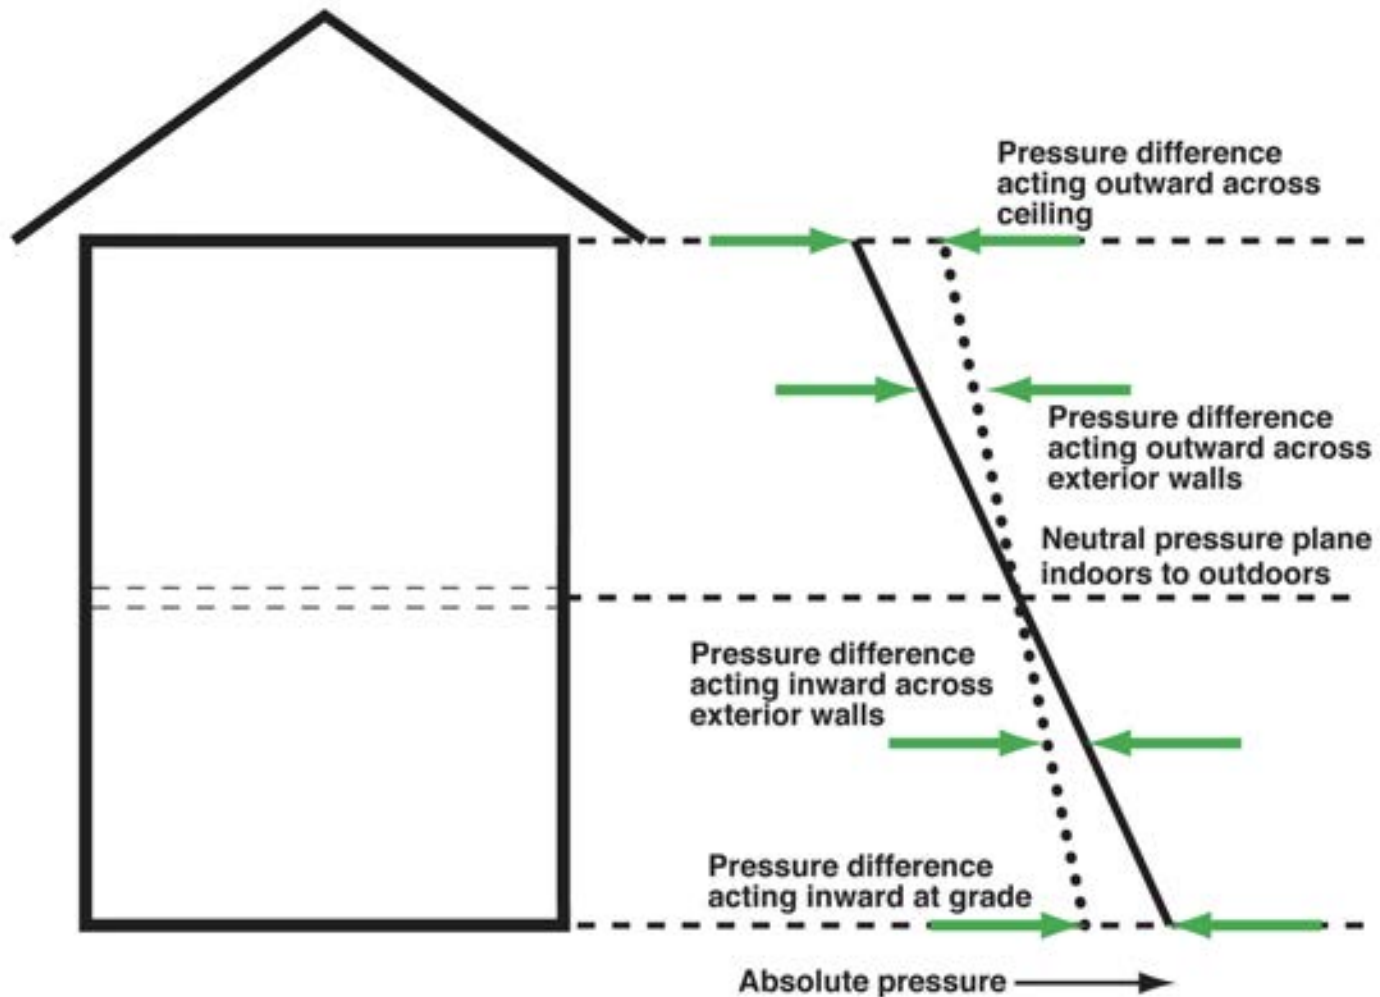 Pressure difference
acting outward across
ceiling
Pressure difference
acting outward across
exterior walls
Neutral pressure plane
indoors to outdoors
Pressure difference
acting inward across
exterior walls
Pressure difference
acting inward at grade
Absolute pressure